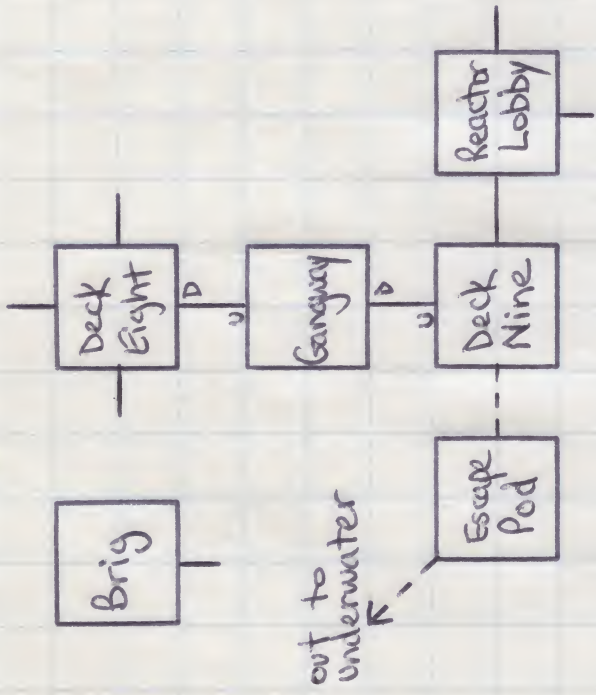 Brig
Deck
Eight
D
U
Gangway
out to
underwater
D
U
Escape
Pod
Deck
Nine
Reactor
Lobby